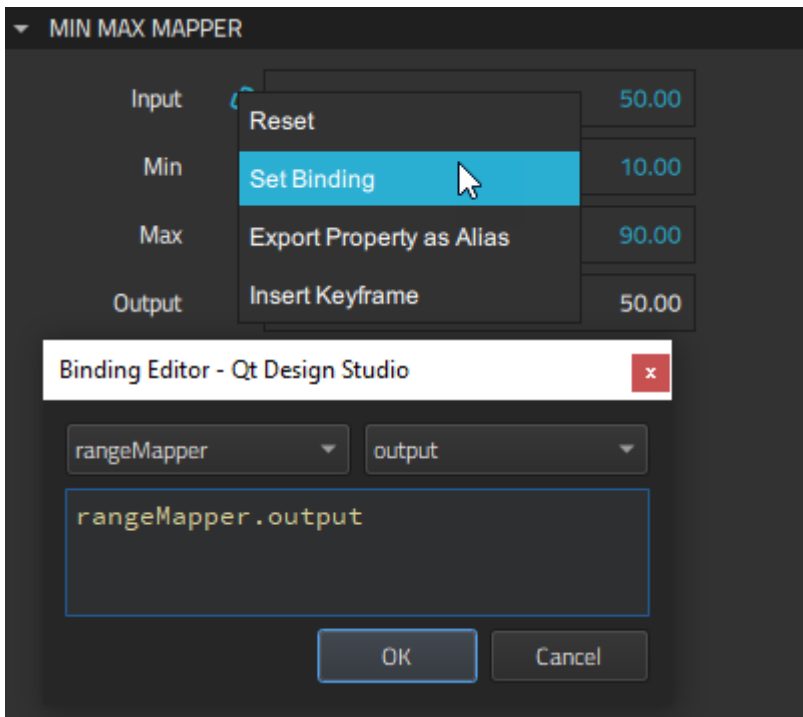 MIN MAX MAPPER
Input 50.00
Reset
Min 10.00
Set Binding
Max 90.00
Export Property as Alias
Output 50.00
Insert Keyframe
Binding Editor - Qt Design Studio
x
rangeMapper output
rangeMapper.output
OK Cancel